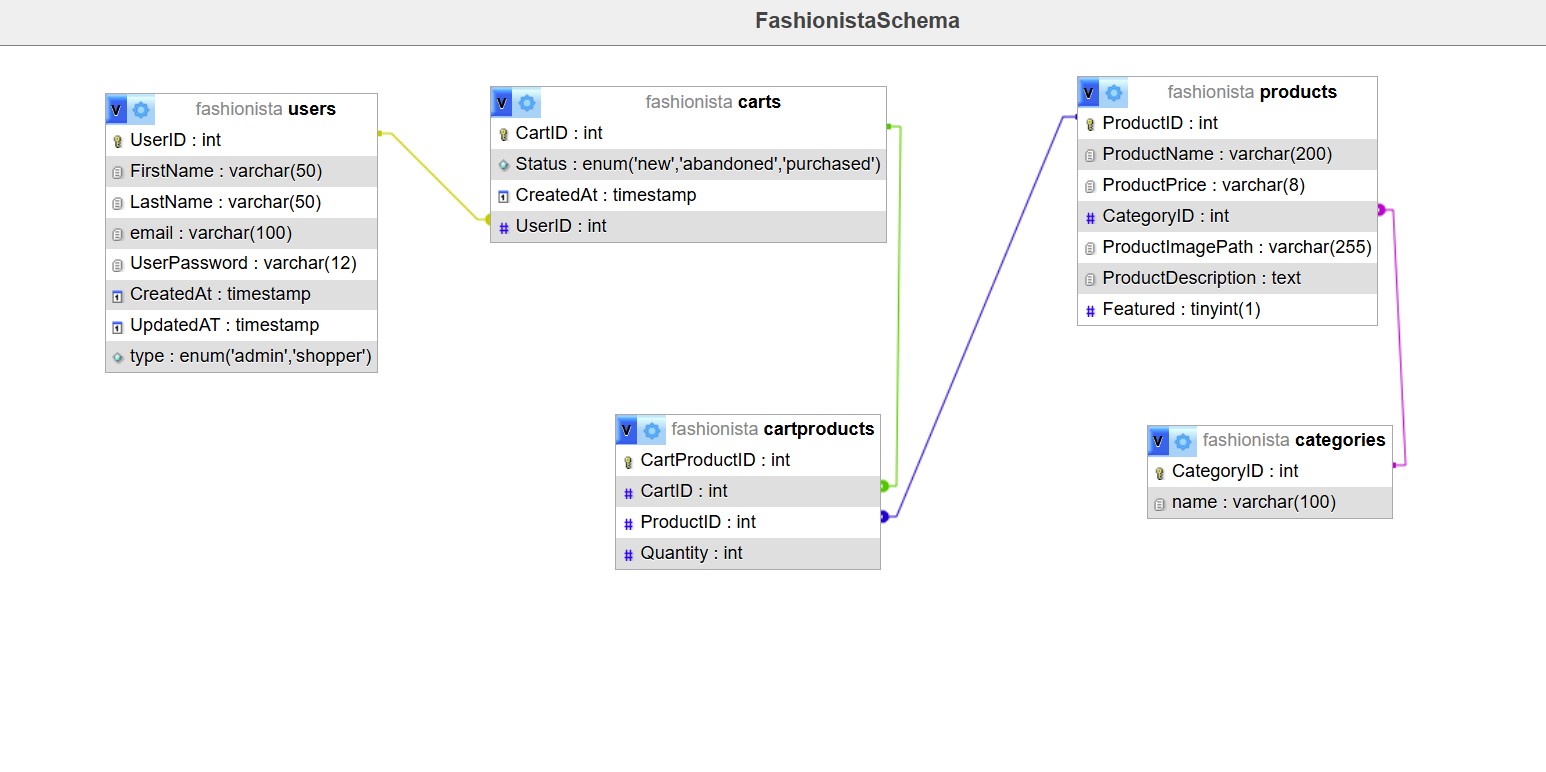 FashionistaSchema
V fashionista users
UserID : int
FirstName : varchar(50)
LastName : varchar(50)
email : varchar(100)
UserPassword : varchar(12)
CreatedAt : timestamp
UpdatedAT : timestamp
type : enum('admin','shopper')
V fashionista carts
CartID : int
Status : enum('new','abandoned','purchased')
CreatedAt : timestamp
# UserID : int
V fashionista products
ProductID : int
ProductName : varchar(200)
ProductPrice : varchar(8)
# CategoryID : int
ProductImagePath : varchar(255)
ProductDescription : text
# Featured : tinyint(1)
V fashionista cartproducts
CartProductID : int
# CartID : int
# ProductID : int
# Quantity : int
V fashionista categories
CategoryID : int
name : varchar(100)